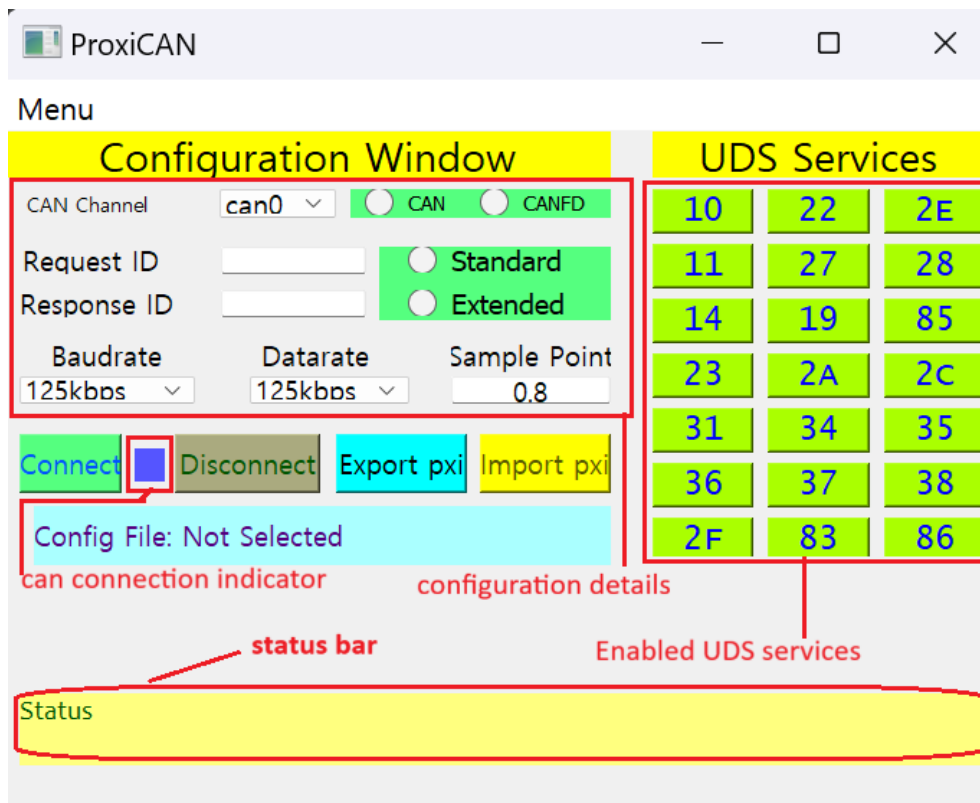 ProxiCAN
Menu
Configuration Window
CAN Channel can0 CAN CANFD
Request ID Standard
Response ID Extended
Baudrate Datarate Sample Point
125kbps 125kbps 0.8
Connect Disconnect Export pxi Import pxi
Config File: Not Selected
can connection indicator
configuration details
UDS Services
10 22 2E
11 27 28
14 19 85
23 2A 2C
31 34 35
36 37 38
2F 83 86
Enabled UDS services
status bar
Status